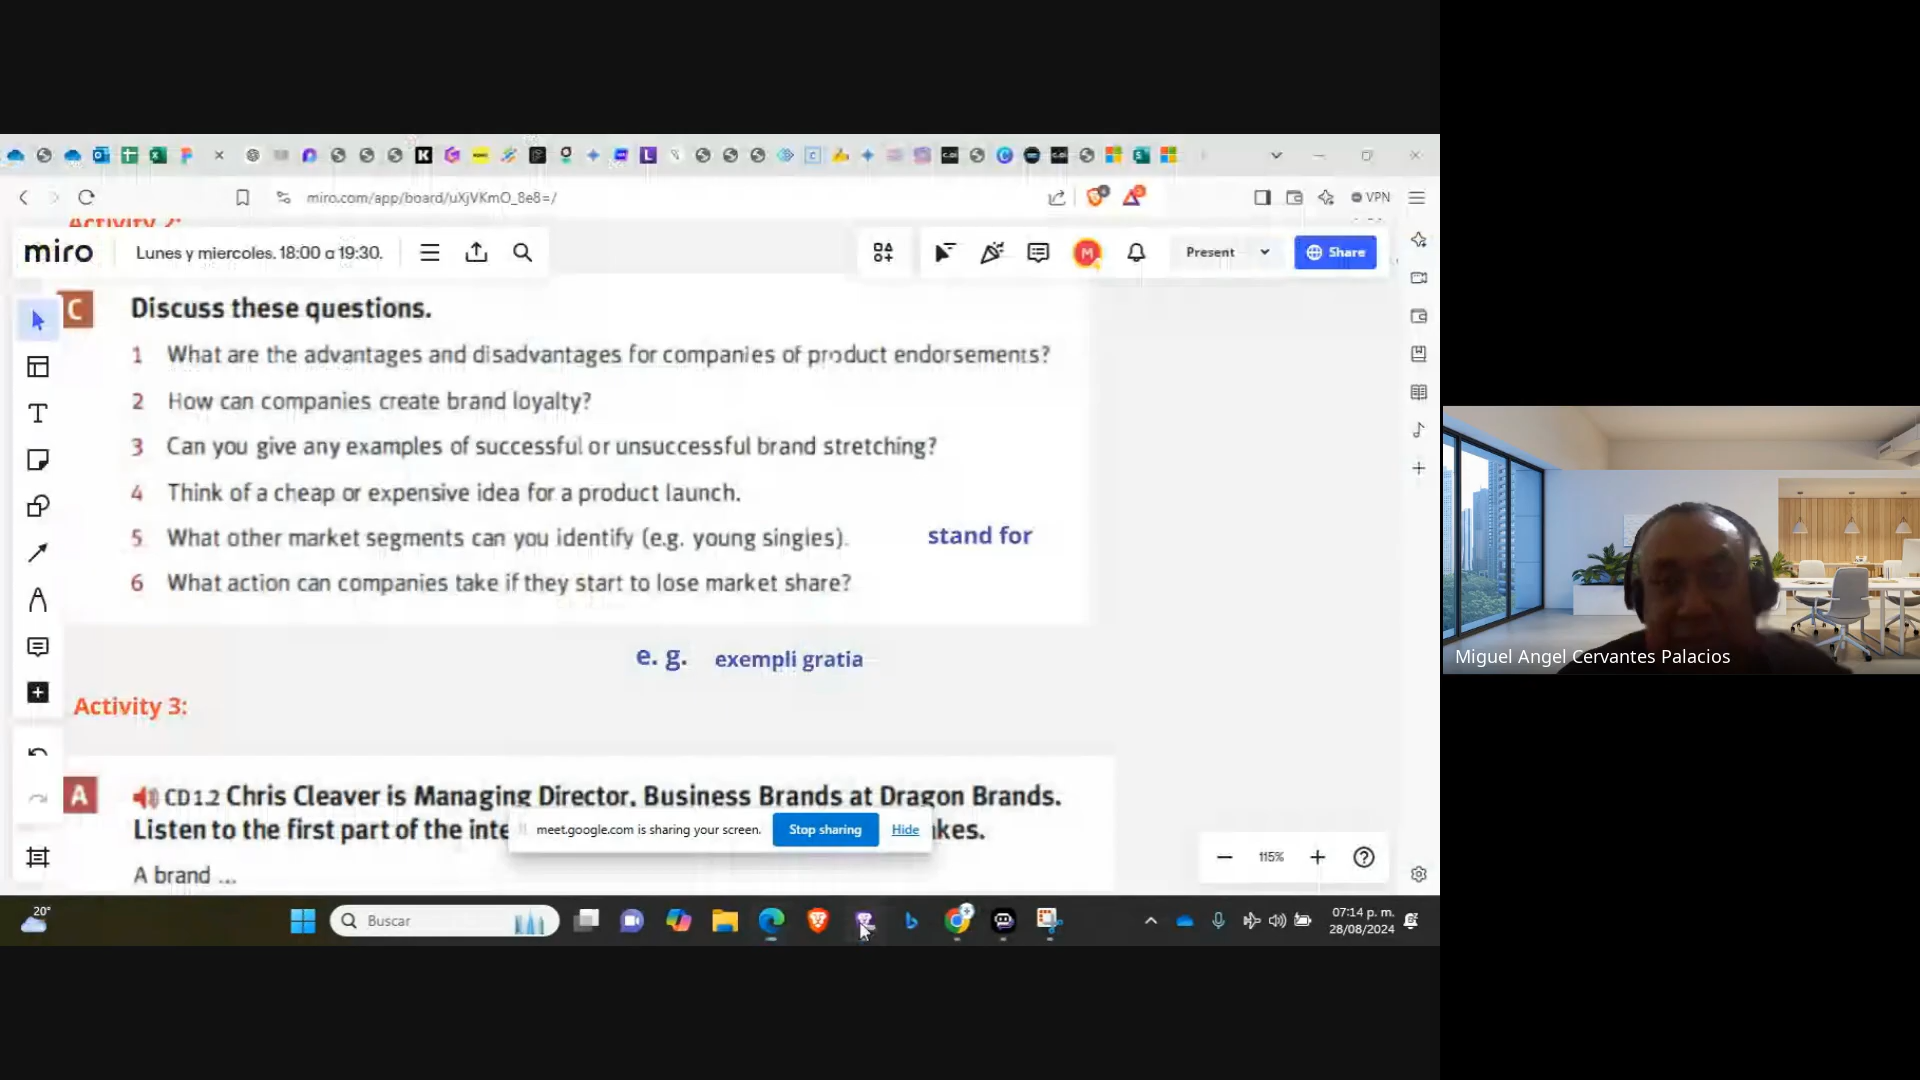 miro.com/app/board/uXjVKmO_8e8=/
VPN
Activity 2:
miro
Lunes y miercoles. 18:00 a 19:30.
M
Present
Share
C
Discuss these questions.
1 What are the advantages and disadvantages for companies of product endorsements?
2 How can companies create brand loyalty?
3 Can you give any examples of successful or unsuccessful brand stretching?
4 Think of a cheap or expensive idea for a product launch.
5 What other market segments can you identify (e.g. young singles).
stand for
6 What action can companies take if they start to lose market share?
e. g. exempli gratia
Activity 3:
A
CD1.2 Chris Cleaver is Managing Director, Business Brands at Dragon Brands.
Listen to the first part of the inte
kes.
meet.google.com is sharing your screen.
Stop sharing
Hide
A brand ...
115%
20°
Buscar
07:14 p. m.
28/08/2024
Miguel Angel Cervantes Palacios